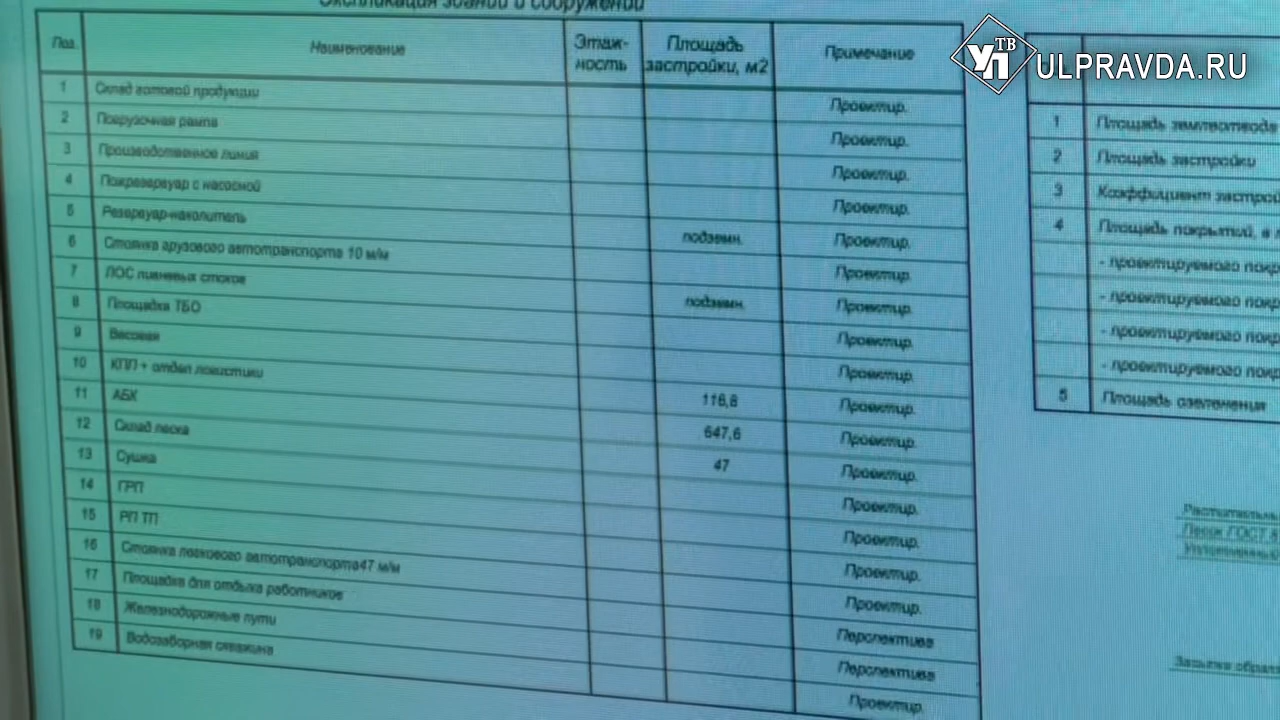 Экспликация зданий и сооружений
Поз. Наименование Этаж-ность Площадь застройки, м2 Примечание
1 Склад готовой продукции Проектир.
2 Погрузочная рампа Проектир.
3 Производственное линия Проектир.
4 Пожрезервуар с насосной Проектир.
5 Резервуар-накопитель подземн. Проектир.
6 Стоянка грузового автотранспорта 10 м/м Проектир.
7 ЛОС ливневых стоков подземн. Проектир.
8 Площадка ТБО Проектир.
9 Весовая Проектир.
10 КПП + отдел логистики Проектир.
11 АБК 647,6 Проектир.
12 Склад песка 47 Проектир.
13 Сушка Проектир.
14 ГРП Проектир.
15 РП ТП Проектир.
16 Стоянка легкового автотранспорта47 м/м Проектир.
17 Площадка для отдыха работников Перспектива
18 Железнодорожные пути Перспектива
19 Водозаборная скважина Проектир.
УП ТВ ULPRAVDA.RU
1 Площадь землеотвода
2 Площадь застройки
3 Коэффициент застрой
4 Площадь покрытий, в
- проектируемого покр
- проектируемого покр
- проектируемого покр
- проектируемого покр
5 Площадь озеленения
Растительны
Песок ГОСТ